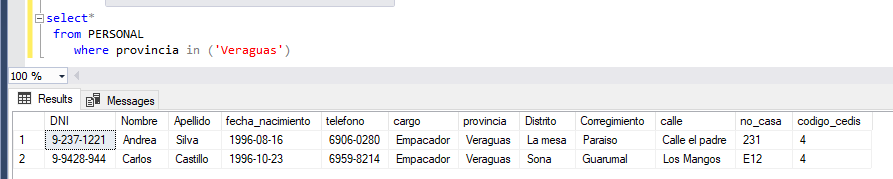 select*
from PERSONAL
where provincia in ('Veraguas')
100 %
Results Messages
DNI Nombre Apellido fecha_nacimiento telefono cargo provincia Distrito Corregimiento calle no_casa codigo_cedis
1 9-237-1221 Andrea Silva 1996-08-16 6906-0280 Empacador Veraguas La mesa Paraiso Calle el padre 231 4
2 9-9428-944 Carlos Castillo 1996-10-23 6959-8214 Empacador Veraguas Sona Guarumal Los Mangos E12 4